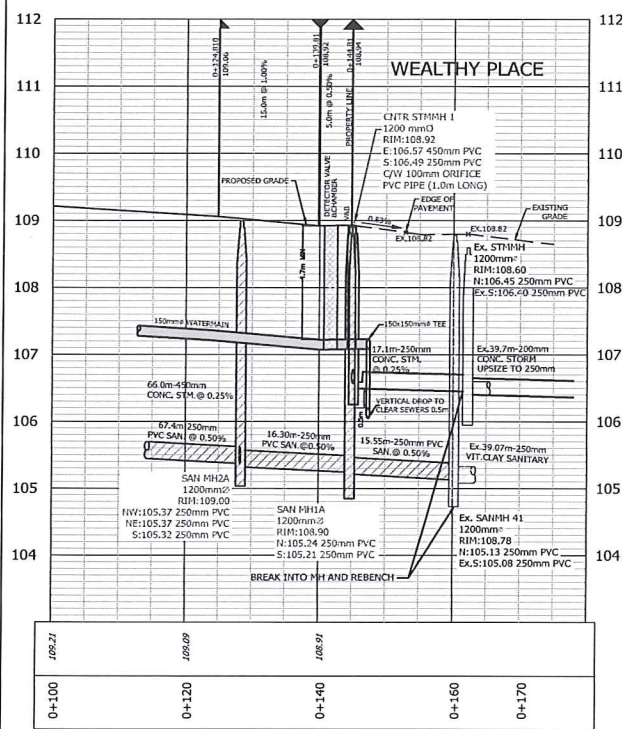 112
112
111
111
110
110
109
109
108
108
107
107
106
106
105
105
104
104
0+124.810
109.06
15.0m @ 1.00%
0+139.81
108.92
5.0m @ 0.50%
PROPERTY LINE
0+144.81
108.94
WEALTHY PLACE
CNTR STMMH 1
1200 mmØ
RIM:108.92
E:106.57 450mm PVC
S:106.49 250mm PVC
C/W 100mm ORIFICE
PVC PIPE (1.0m LONG)
PROPOSED GRADE
DETECTOR VALVE
&CHAMBER
EDGE OF
PAVEMENT
EXISTING
GRADE
EX.108.82
EX.108.82
Ex. STMMH
1200mmø
RIM:108.60
N:106.45 250mm PVC
Ex.S:106.40 250mm PVC
150mmø WATERMAIN
150x150mmø TEE
17.1m-250mm
CONC. STM.
@ 0.25%
Ex.39.7m-200mm
CONC. STORM
UPSIZE TO 250mm
66.0m-450mm
CONC. STM. @ 0.25%
VERTICAL DROP TO
CLEAR SEWERS 0.5m
67.4m-250mm
PVC SAN. @ 0.50%
16.30m-250mm
PVC SAN. @0.50%
15.55m-250mm PVC
SAN. @ 0.50%
Ex.39.07m-250mm
VIT.CLAY SANITARY
SAN MH2A
1200mmØ
RIM:109.00
NW:105.37 250mm PVC
NE:105.37 250mm PVC
S:105.32 250mm PVC
SAN MH1A
1200mmø
RIM:108.90
N:105.24 250mm PVC
S:105.21 250mm PVC
Ex. SANMH 41
1200mmø
RIM:108.78
N:105.13 250mm PVC
Ex.S:105.08 250mm PVC
BREAK INTO MH AND REBENCH
109.21
109.09
108.91
0+100
0+120
0+140
0+160
0+170